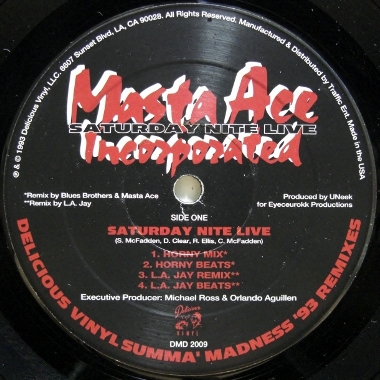 ℗ & © 1993 Delicious Vinyl, LLC. 6607 Sunset Blvd, LA, CA 90028. All Rights Reserved. Manufactured & Distributed by Traffic Ent. Made in the USA
Masta Ace
SATURDAY NITE LIVE
Incorporated
*Remix by Blues Brothers & Masta Ace
**Remix by L.A. Jay
Produced by UNeek
for Eyeceurokk Productions
SIDE ONE
SATURDAY NITE LIVE
(S. McFadden, D. Clear, R. Ellis, C. McFadden)
1. HORNY MIX*
2. HORNY BEATS*
3. L.A. JAY REMIX**
4. L.A. JAY BEATS**
Executive Producer: Michael Ross & Orlando Aguillen
Delicious
VINYL
DMD 2009
DELICIOUS VINYL SUMMA' MADNESS '93 REMIXES